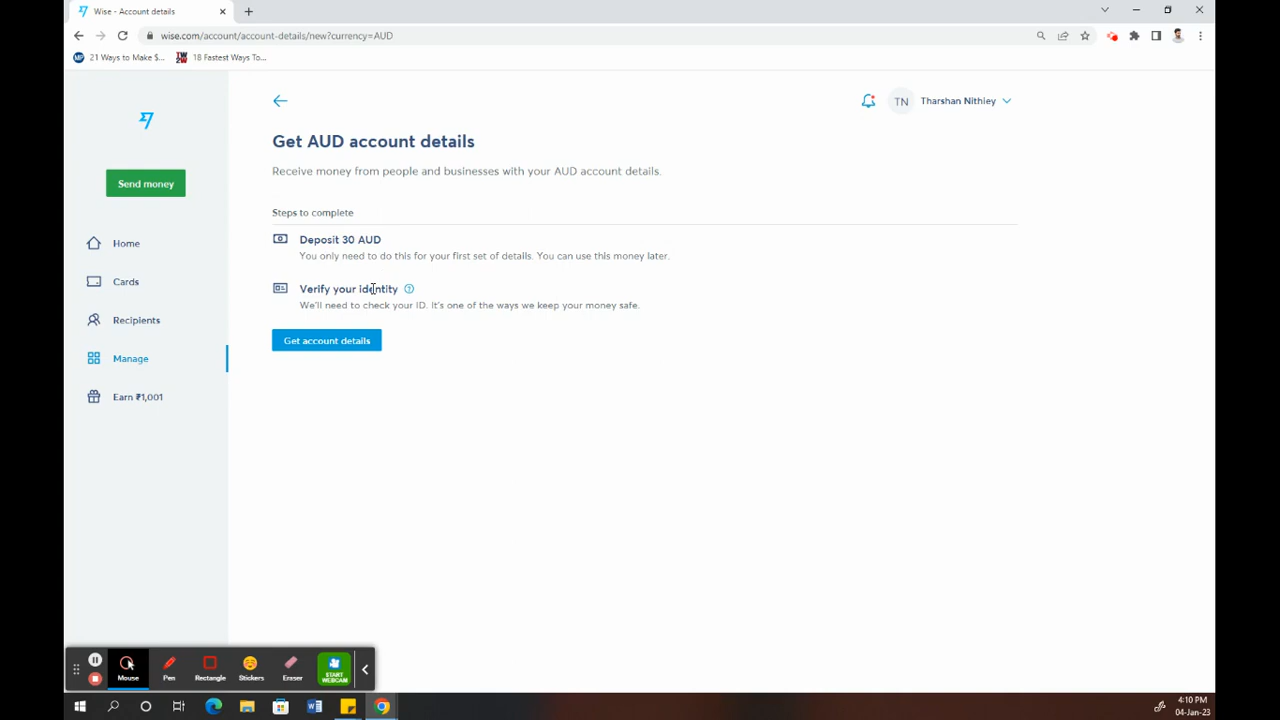 Wise - Account details
wise.com/account/account-details/new?currency=AUD
21 Ways to Make $...
18 Fastest Ways To...
TN
Tharshan Nithley
Send money
Home
Cards
Recipients
Manage
Earn ₹1,001
Get AUD account details
Receive money from people and businesses with your AUD account details.
Steps to complete
Deposit 30 AUD
You only need to do this for your first set of details. You can use this money later.
Verify your identity
We'll need to check your ID. It's one of the ways we keep your money safe.
Get account details
Mouse
Pen
Rectangle
Stickers
Eraser
START
WEBCAM
4:10 PM
04-Jan-23